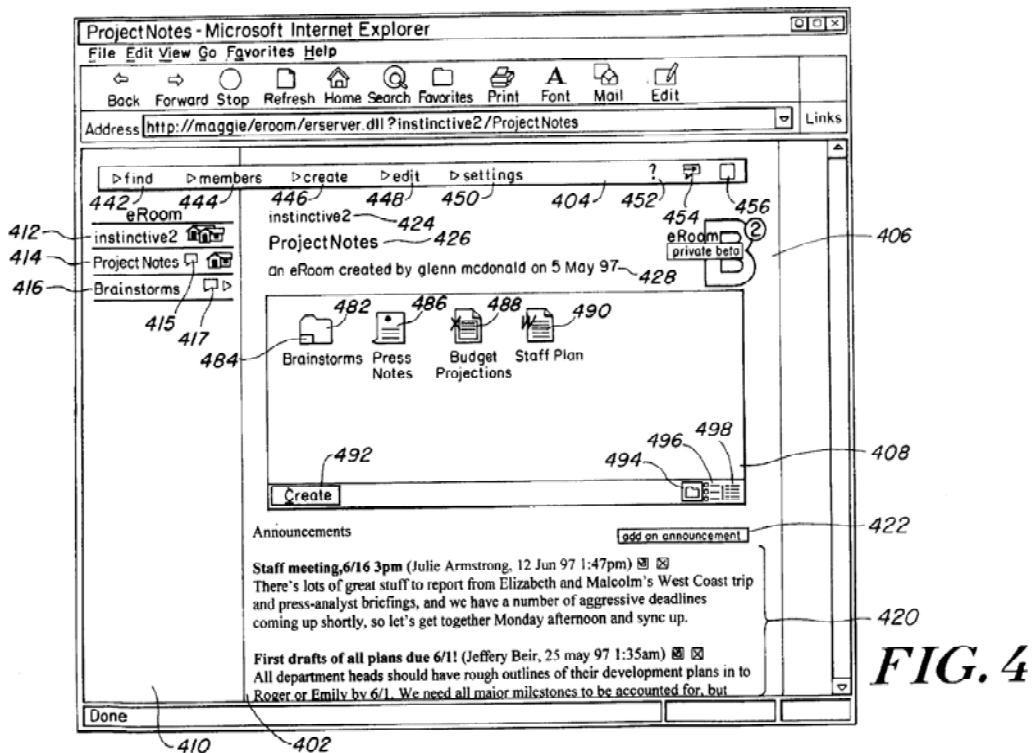 ProjectNotes - Microsoft Internet Explorer
File Edit View Go Favorites Help
Back Forward Stop Refresh Home Search Favorites Print Font Mail Edit
Address http://maggie/eroom/erserver.dll?instinctive2/ProjectNotes Links
find members create edit settings ?
442 444 446 448 450 404 452 454 456
eRoom
412 instinctive2
414 ProjectNotes
416 Brainstorms
415
417
instinctive2 424
ProjectNotes 426
an eRoom created by glenn mcdonald on 5 May 97 428
eRoom 2
private beta
B
406
482 486 488 490
X W
484 Brainstorms Press Notes Budget Projections Staff Plan
492 494 496 498 408
Create
Announcements add an announcement 422
Staff meeting,6/16 3pm (Julie Armstrong, 12 Jun 97 1:47pm)
There's lots of great stuff to report from Elizabeth and Malcolm's West Coast trip
and press-analyst briefings, and we have a number of aggressive deadlines
coming up shortly, so let's get together Monday afternoon and sync up.
420
First drafts of all plans due 6/1! (Jeffery Beir, 25 may 97 1:35am)
All department heads should have rough outlines of their development plans in to
Roger or Emily by 6/1. We need all major milestones to be accounted for, but
Done
410 402
FIG. 4